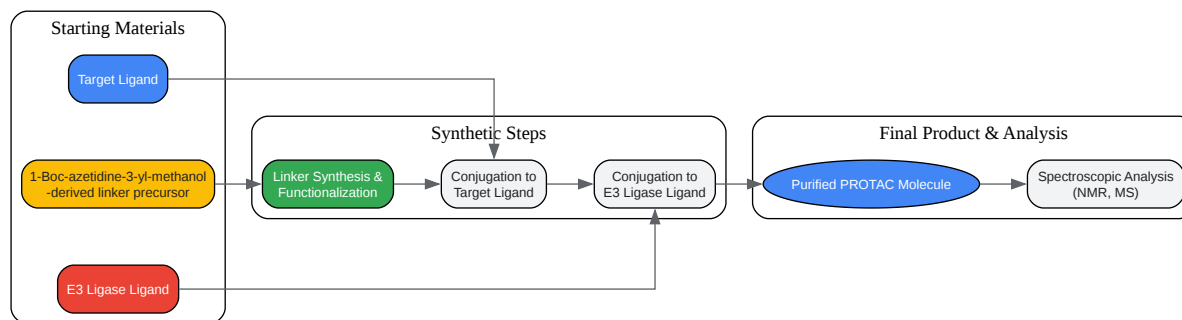 Starting Materials
Target Ligand
1-Boc-azetidine-3-yl-methanol
-derived linker precursor
E3 Ligase Ligand
Synthetic Steps
Linker Synthesis &
Functionalization
Conjugation to
Target Ligand
Conjugation to
E3 Ligase Ligand
Final Product & Analysis
Purified PROTAC Molecule
Spectroscopic Analysis
(NMR, MS)